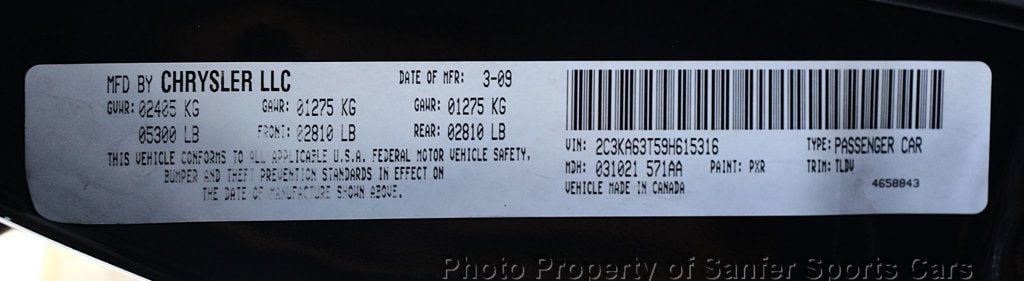 MFD BY CHRYSLER LLC DATE OF MFR: 3-09
GVWR: 02405 KG GAWR: 01275 KG GAWR: 01275 KG
05300 LB FRONT: 02810 LB REAR: 02810 LB
THIS VEHICLE CONFORMS TO ALL APPLICABLE U.S.A. FEDERAL MOTOR VEHICLE SAFETY,
BUMPER AND THEFT PREVENTION STANDARDS IN EFFECT ON
THE DATE OF MANUFACTURE SHOWN ABOVE.
VIN: 2C3KA63T59H615316 TYPE: PASSENGER CAR
MDH: 031021 571AA PAINT: PXR TRIM: TLDV
VEHICLE MADE IN CANADA 4658843
Photo Property of Sanfer Sports Cars